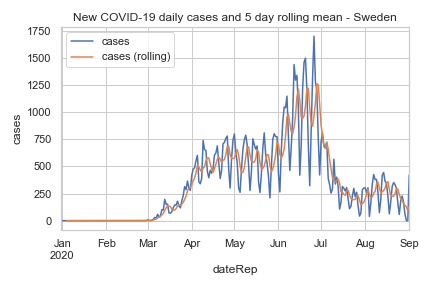 New COVID-19 daily cases and 5 day rolling mean - Sweden
cases
cases (rolling)
1750
1500
1250
1000
750
500
250
0
cases
Jan Feb Mar Apr May Jun Jul Aug Sep
2020
dateRep